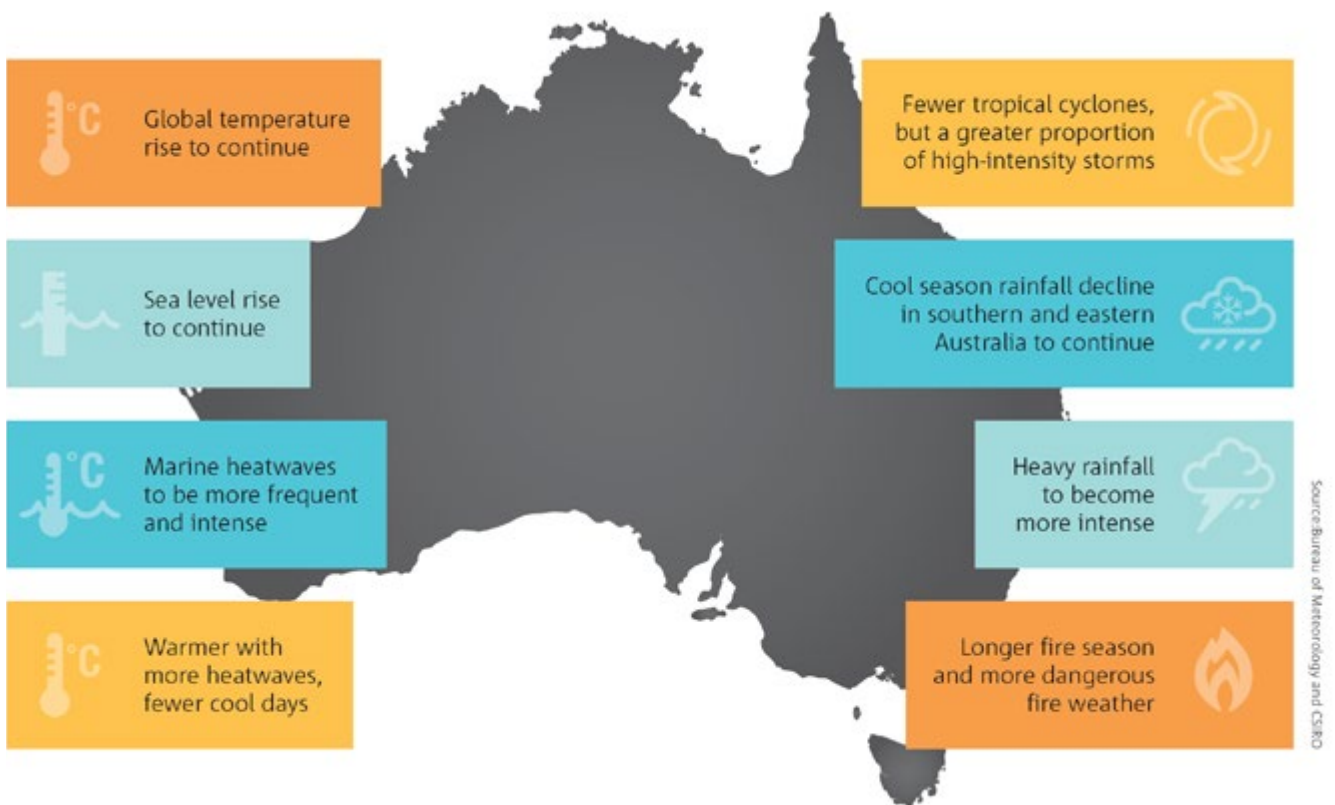 °C
Global temperature
rise to continue
Sea level rise
to continue
°C
Marine heatwaves
to be more frequent
and intense
°C
Warmer with
more heatwaves,
fewer cool days
Fewer tropical cyclones,
but a greater proportion
of high-intensity storms
Cool season rainfall decline
in southern and eastern
Australia to continue
Heavy rainfall
to become
more intense
Longer fire season
and more dangerous
fire weather
Source:Bureau of Meteorology and CSIRO